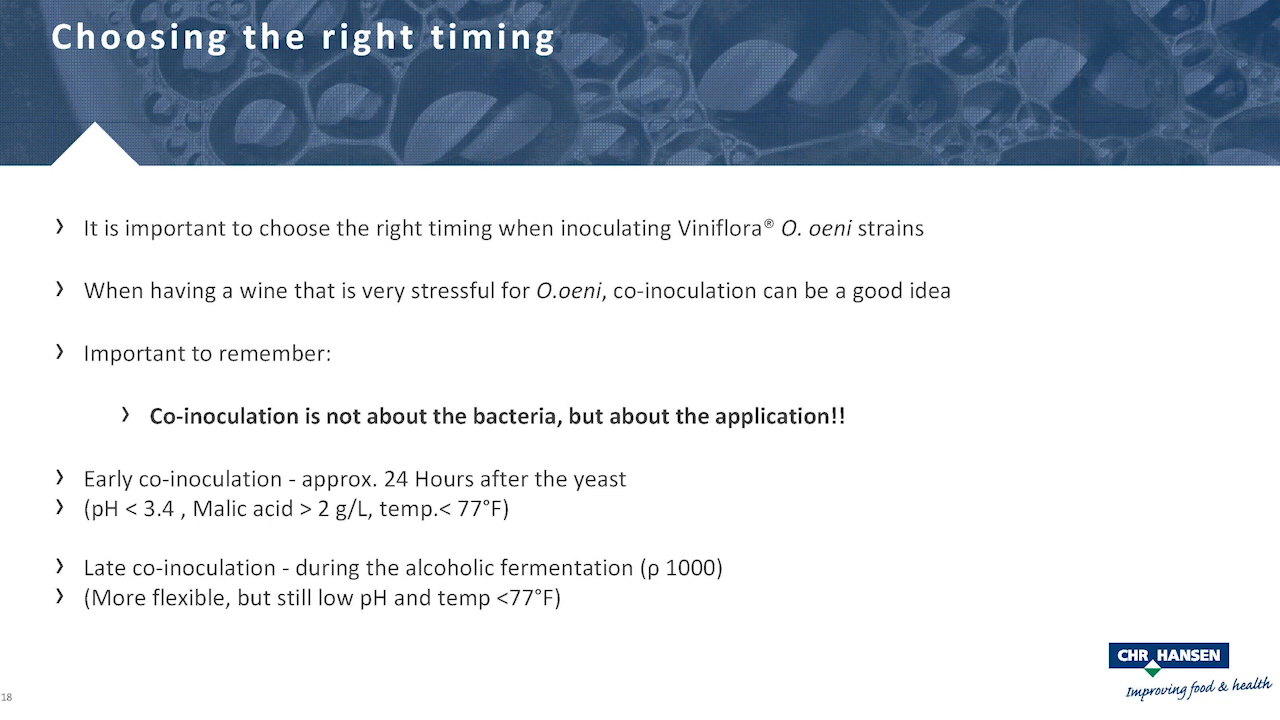 Choosing the right timing
› It is important to choose the right timing when inoculating Viniflora® O. oeni strains
› When having a wine that is very stressful for O.oeni, co-inoculation can be a good idea
› Important to remember:
› Co-inoculation is not about the bacteria, but about the application!!
› Early co-inoculation - approx. 24 Hours after the yeast
› (pH < 3.4 , Malic acid > 2 g/L, temp.< 77°F)
› Late co-inoculation - during the alcoholic fermentation (ρ 1000)
› (More flexible, but still low pH and temp <77°F)
CHR HANSEN
Improving food & health
18